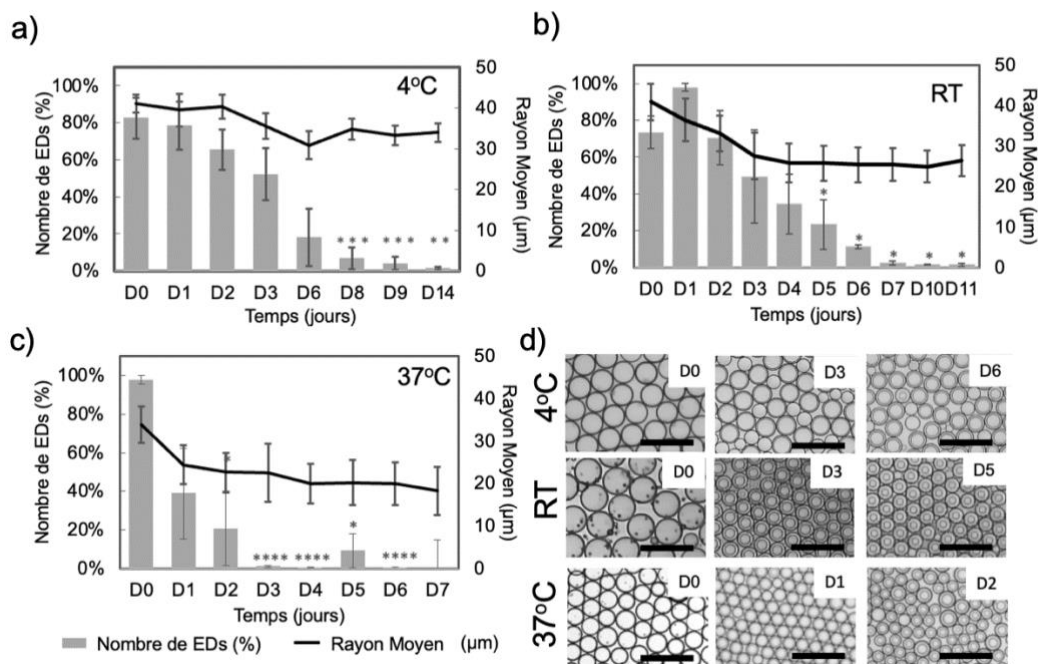 a)
4°C
Nombre de EDs (%)
100%
80%
60%
40%
20%
0%
50
40
30
20
10
0
Rayon Moyen (µm)
*** *** **
D0 D1 D2 D3 D6 D8 D9 D14
Temps (jours)
b)
RT
Nombre de EDs (%)
100%
80%
60%
40%
20%
0%
50
40
30
20
10
0
Rayon Moyen (µm)
* * * * *
D0 D1 D2 D3 D4 D5 D6 D7 D10 D11
Temps (jours)
c)
37°C
Nombre de EDs (%)
100%
80%
60%
40%
20%
0%
50
40
30
20
10
0
Rayon Moyen (µm)
* **** **** * ****
D0 D1 D2 D3 D4 D5 D6 D7
Temps (jours)
Nombre de EDs (%) Rayon Moyen (µm)
d)
4°C
D0 D3 D6
RT
D0 D3 D5
37°C
D0 D1 D2